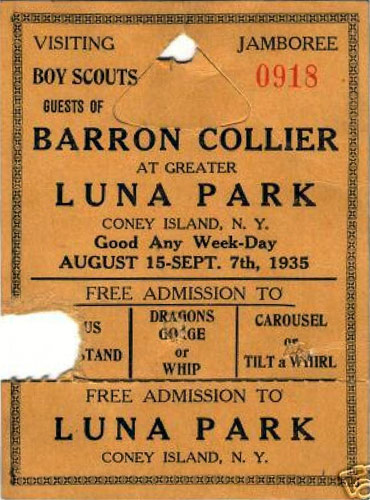 VISITING JAMBOREE
BOY SCOUTS 0918
GUESTS OF
BARRON COLLIER
AT GREATER
LUNA PARK
CONEY ISLAND, N. Y.
Good Any Week-Day
AUGUST 15-SEPT. 7th, 1935
FREE ADMISSION TO
US
STAND
DRAGONS
GORGE
or
WHIP
CAROUSEL
or
TILT a WHIRL
FREE ADMISSION TO
LUNA PARK
CONEY ISLAND, N. Y.